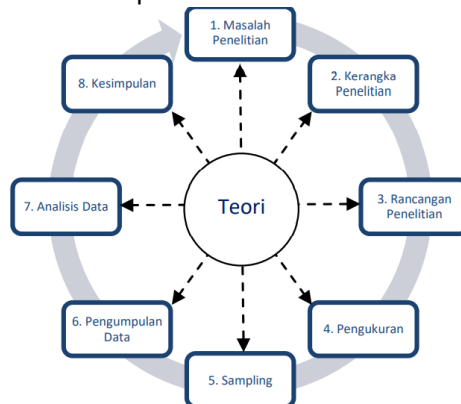 1. Masalah
Penelitian
2. Kerangka
Penelitian
3. Rancangan
Penelitian
4. Pengukuran
5. Sampling
6. Pengumpulan
Data
7. Analisis Data
8. Kesimpulan
Teori